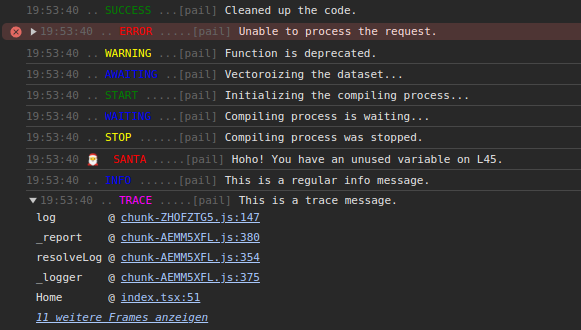 19:53:40 .. SUCCESS ...[pail] Cleaned up the code.
19:53:40 .. ERROR .....[pail] Unable to process the request.
19:53:40 .. WARNING ...[pail] Function is deprecated.
19:53:40 .. AWAITING ..[pail] Vectoroizing the dataset...
19:53:40 .. START .....[pail] Initializing the compiling process...
19:53:40 .. WATTING ...[pail] Compiling process is waiting...
19:53:40 .. STOP ......[pail] Compiling process was stopped.
19:53:40 🎅 SANTA .....[pail] Hoho! You have an unused variable on L45.
19:53:40 .. INFO ......[pail] This is a regular info message.
19:53:40 .. TRACE .....[pail] This is a trace message.
log @ chunk-ZHOFZTG5.js:147
_report @ chunk-AEMM5XFL.js:380
resolveLog @ chunk-AEMM5XFL.js:354
_logger @ chunk-AEMM5XFL.js:375
Home @ index.tsx:51
11 weitere Frames anzeigen